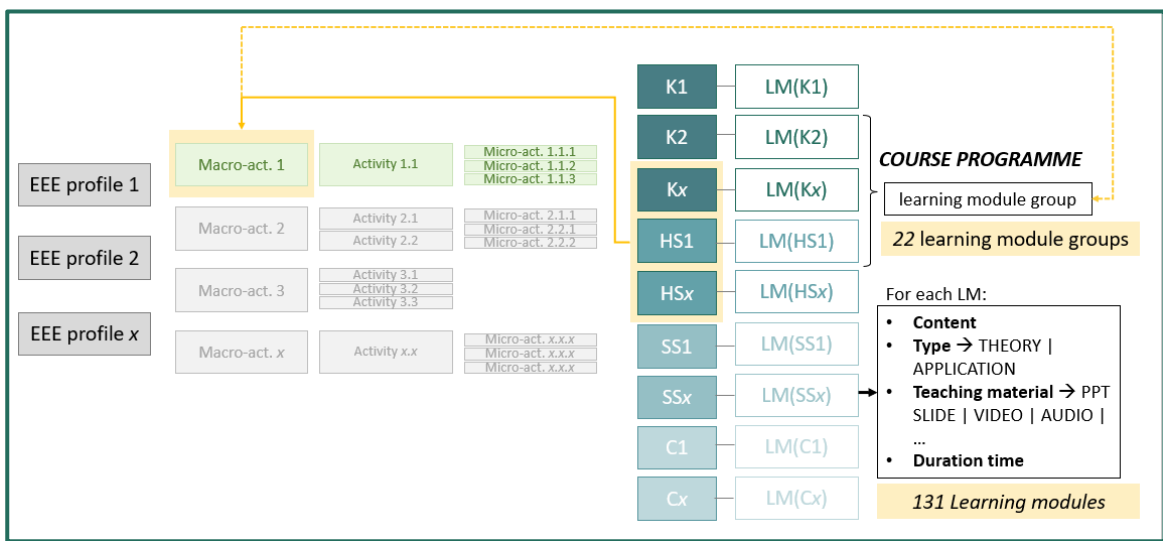 EEE profile 1
EEE profile 2
EEE profile x
Macro-act. 1
Activity 1.1
Micro-act. 1.1.1
Micro-act. 1.1.2
Micro-act. 1.1.3
Macro-act. 2
Activity 2.1
Activity 2.2
Micro-act. 2.1.1
Micro-act. 2.2.1
Micro-act. 2.2.2
Macro-act. 3
Activity 3.1
Activity 3.2
Activity 3.3
Macro-act. x
Activity x.x
Micro-act. x.x.x
Micro-act. x.x.x
Micro-act. x.x.x
K1
LM(K1)
K2
LM(K2)
Kx
LM(Kx)
HS1
LM(HS1)
HSx
LM(HSx)
SS1
LM(SS1)
SSx
LM(SSx)
C1
LM(C1)
Cx
LM(Cx)
COURSE PROGRAMME
learning module group
22 learning module groups
For each LM:
• Content
• Type → THEORY |
APPLICATION
• Teaching material → PPT
SLIDE | VIDEO | AUDIO |
...
• Duration time
131 Learning modules